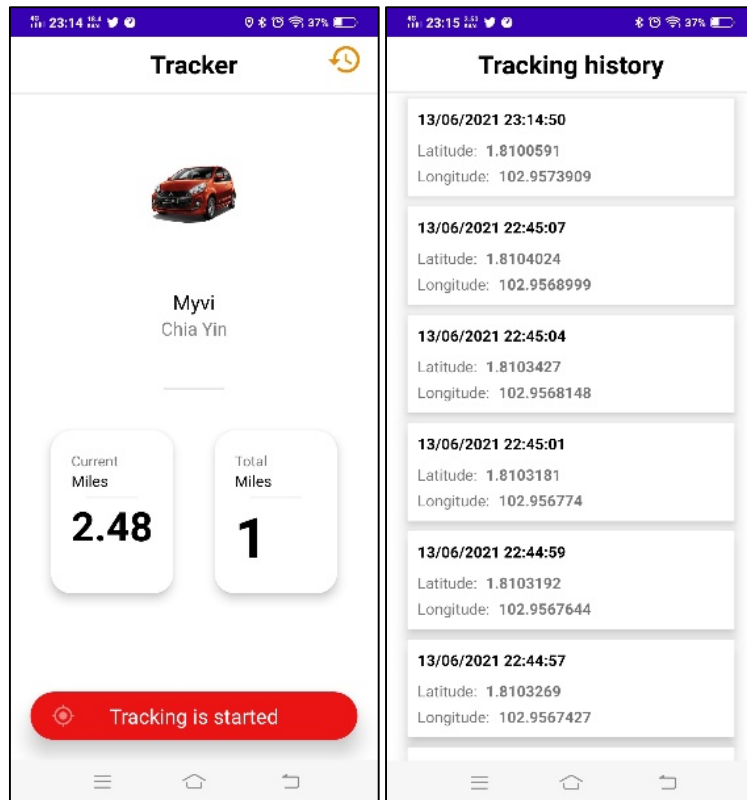 23:14
37%
Tracker
Myvi
Chia Yin
Current
Miles
2.48
Total
Miles
1
Tracking is started
23:15
37%
Tracking history
13/06/2021 23:14:50
Latitude: 1.8100591
Longitude: 102.9573909
13/06/2021 22:45:07
Latitude: 1.8104024
Longitude: 102.9568999
13/06/2021 22:45:04
Latitude: 1.8103427
Longitude: 102.9568148
13/06/2021 22:45:01
Latitude: 1.8103181
Longitude: 102.956774
13/06/2021 22:44:59
Latitude: 1.8103192
Longitude: 102.9567644
13/06/2021 22:44:57
Latitude: 1.8103269
Longitude: 102.9567427